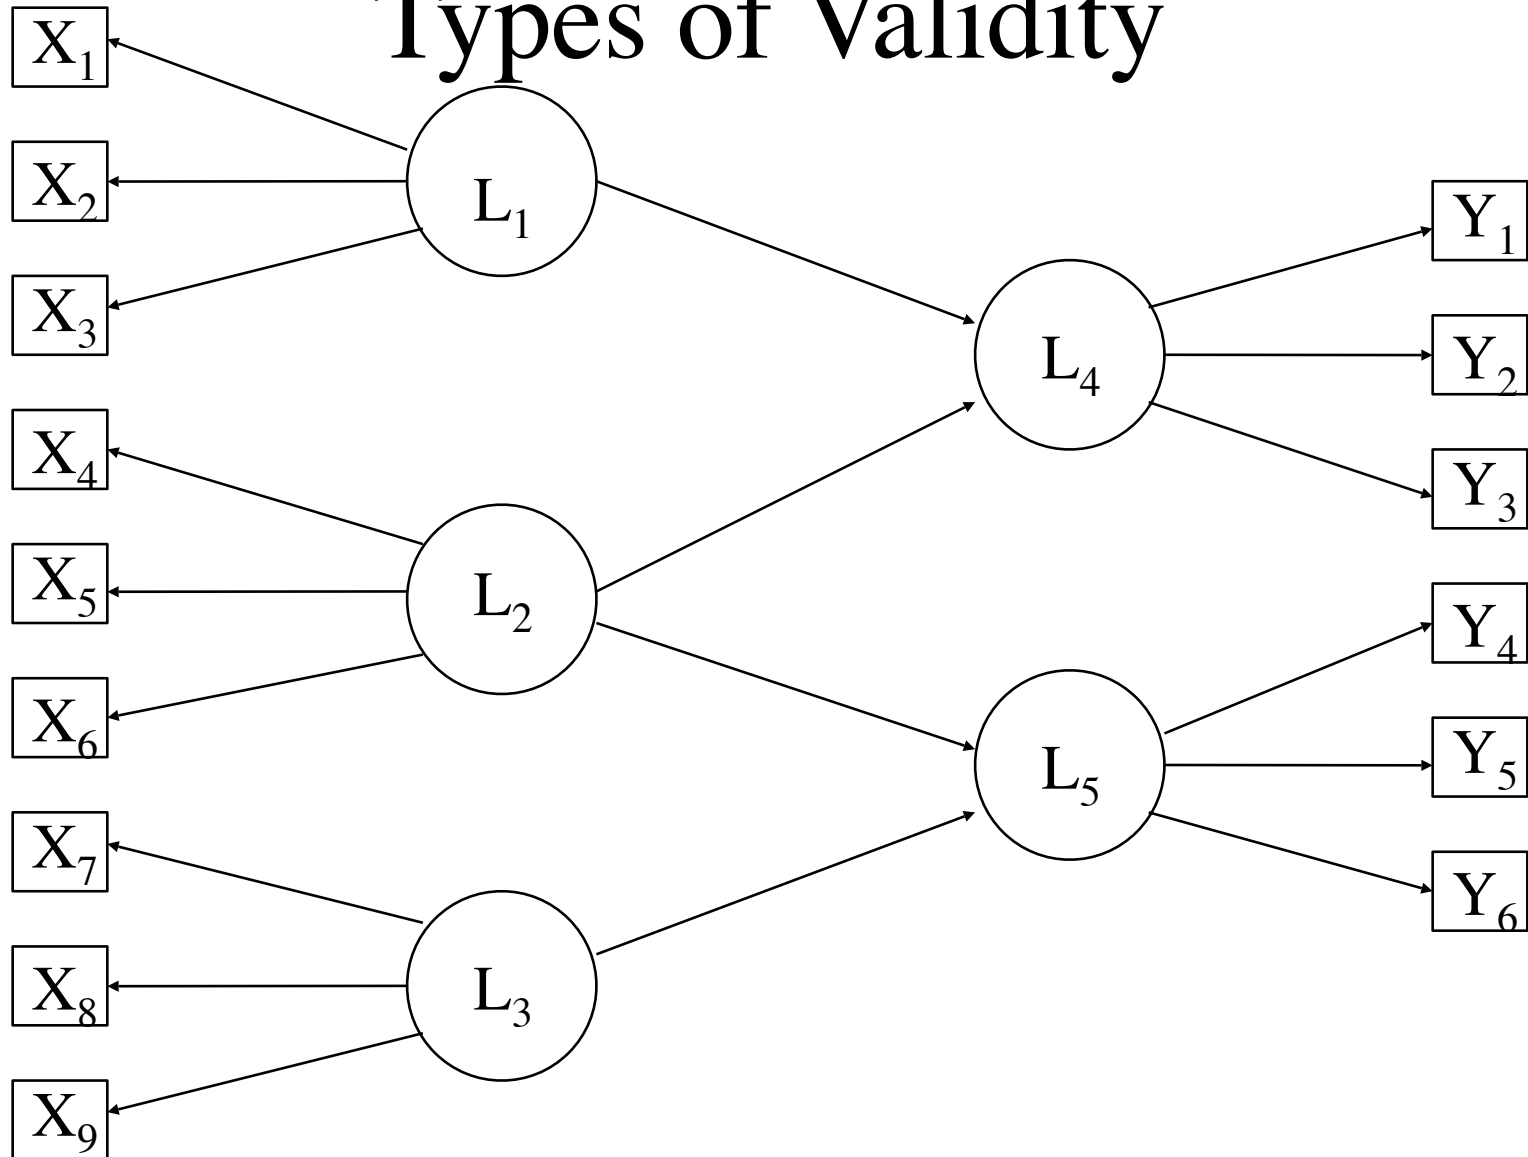 Types of Validity
X1
X2
X3
X4
X5
X6
X7
X8
X9
L1
L2
L3
L4
L5
Y1
Y2
Y3
Y4
Y5
Y6